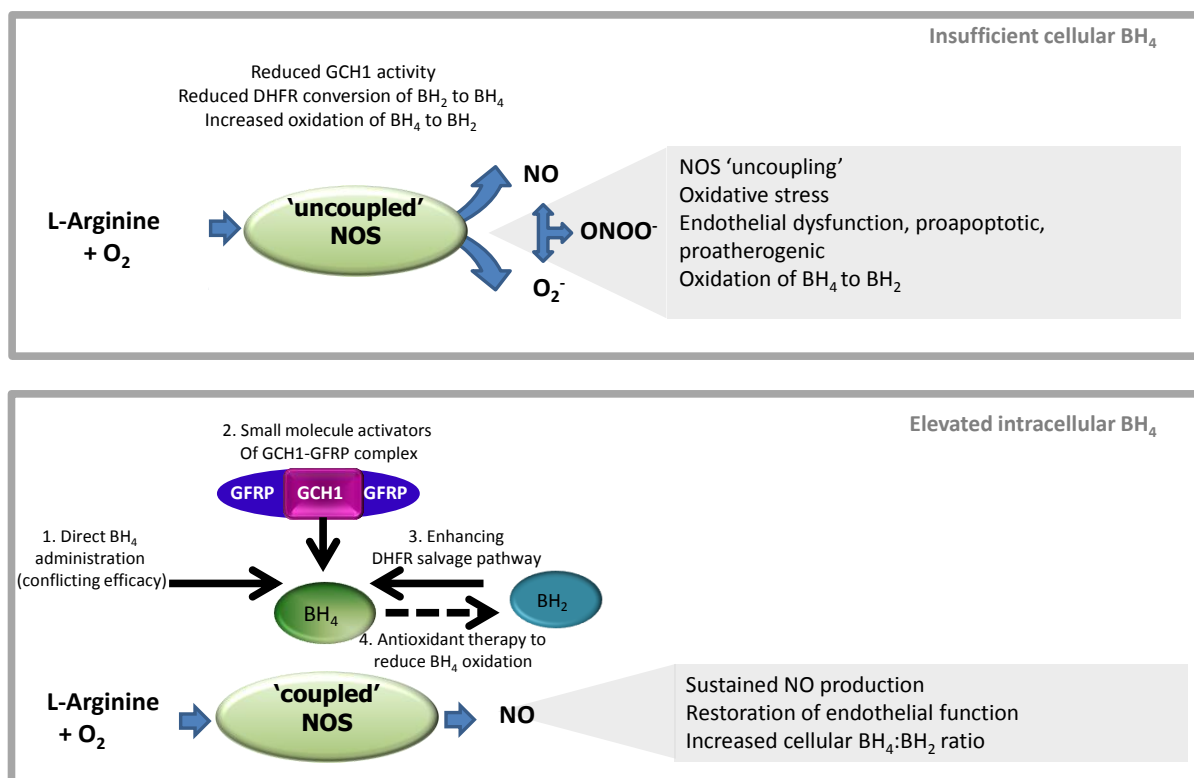 Insufficient cellular BH₄
Reduced GCH1 activity
Reduced DHFR conversion of BH₂ to BH₄
Increased oxidation of BH₄ to BH₂
L-Arginine
+ O₂
'uncoupled'
NOS
NO
ONOO⁻
O₂⁻
NOS 'uncoupling'
Oxidative stress
Endothelial dysfunction, proapoptotic,
proatherogenic
Oxidation of BH₄ to BH₂
Elevated intracellular BH₄
2. Small molecule activators
Of GCH1-GFRP complex
GFRP GCH1 GFRP
1. Direct BH₄
administration
(conflicting efficacy)
3. Enhancing
DHFR salvage pathway
BH₄
BH₂
4. Antioxidant therapy to
reduce BH₄ oxidation
L-Arginine
+ O₂
'coupled'
NOS
NO
Sustained NO production
Restoration of endothelial function
Increased cellular BH₄:BH₂ ratio